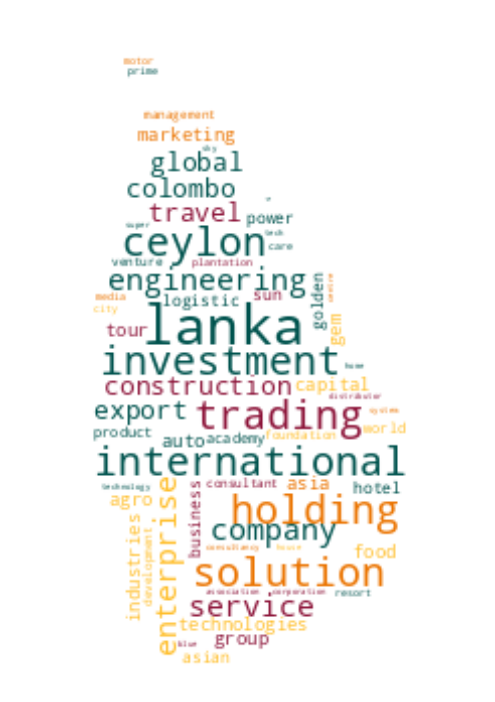 motor
prime
management
marketing
sky
global
colombo
travel
power
super
tech
ceylon
care
venture
plantation
engineering
golden
media
logistic
sun
city
gem
tour
lanka
investment
home
construction
capital
distributor
export
trading
system
product
auto
academy
foundation
world
international
technology
consultant
asia
hotel
agro
enterprise
business
holding
industries
development
company
consultancy
house
food
solution
association
corporation
resort
service
technologies
blue
group
asian